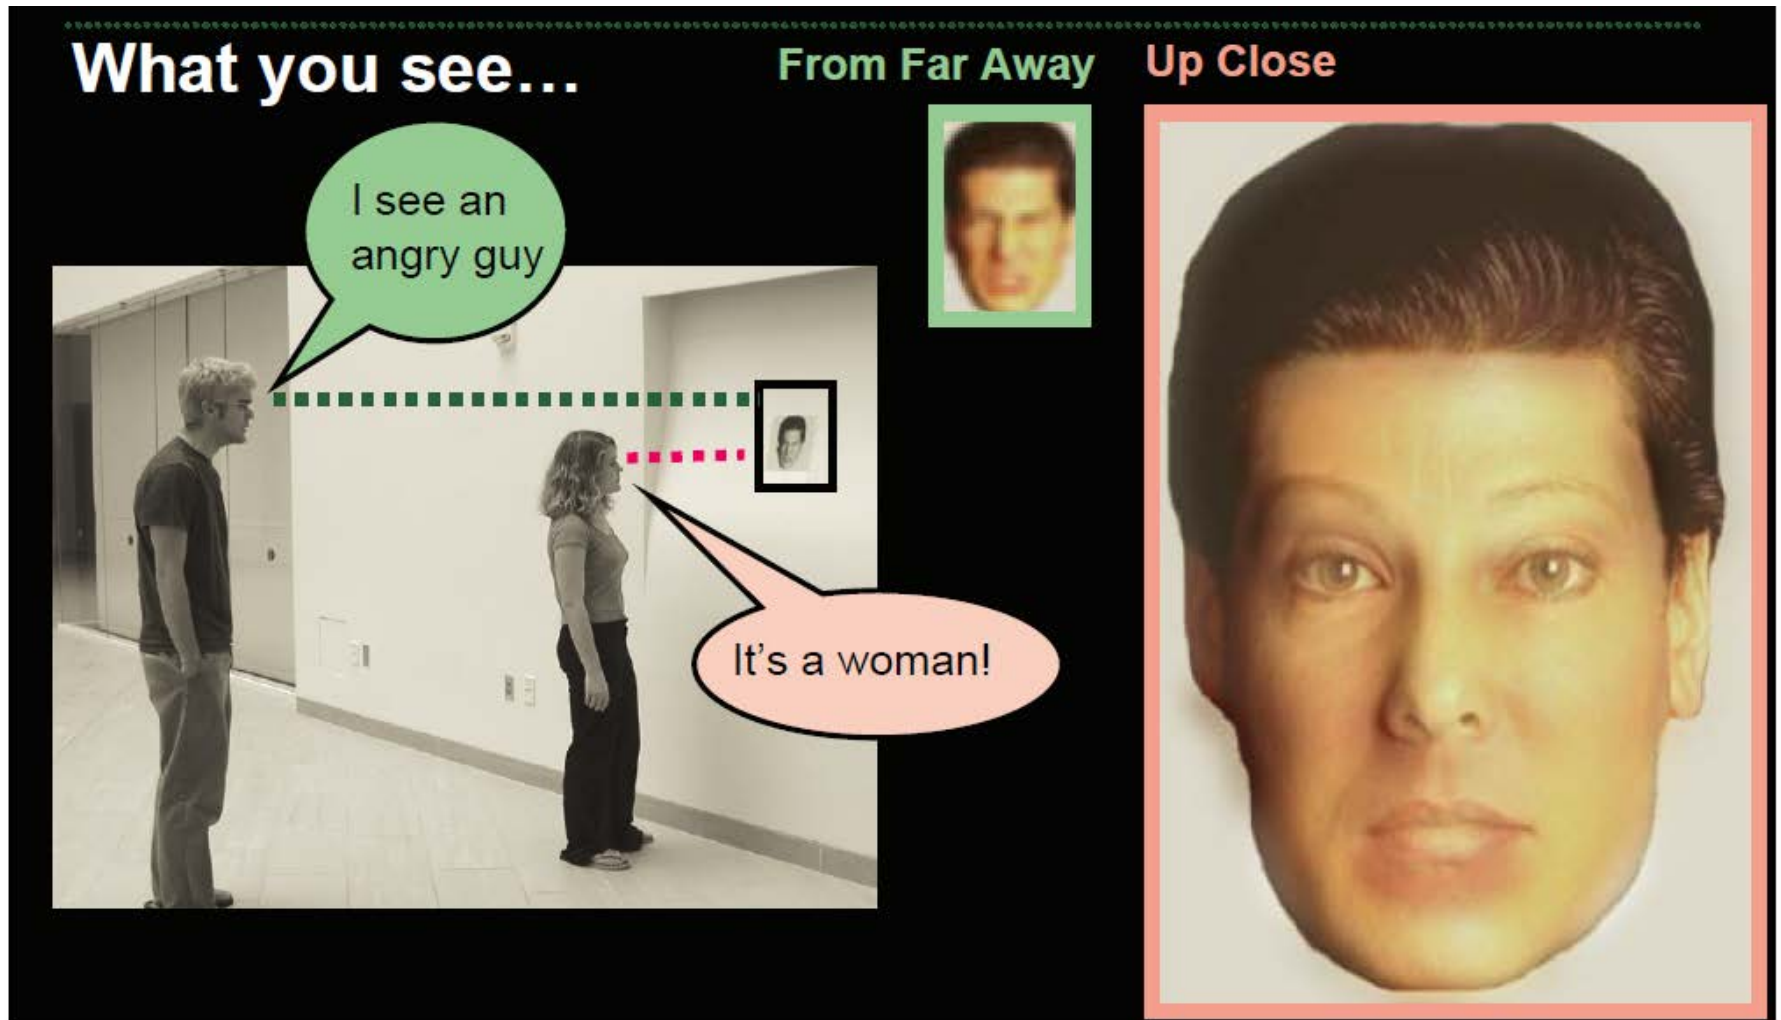 What you see…
From Far Away
Up Close
I see an
angry guy
It's a woman!